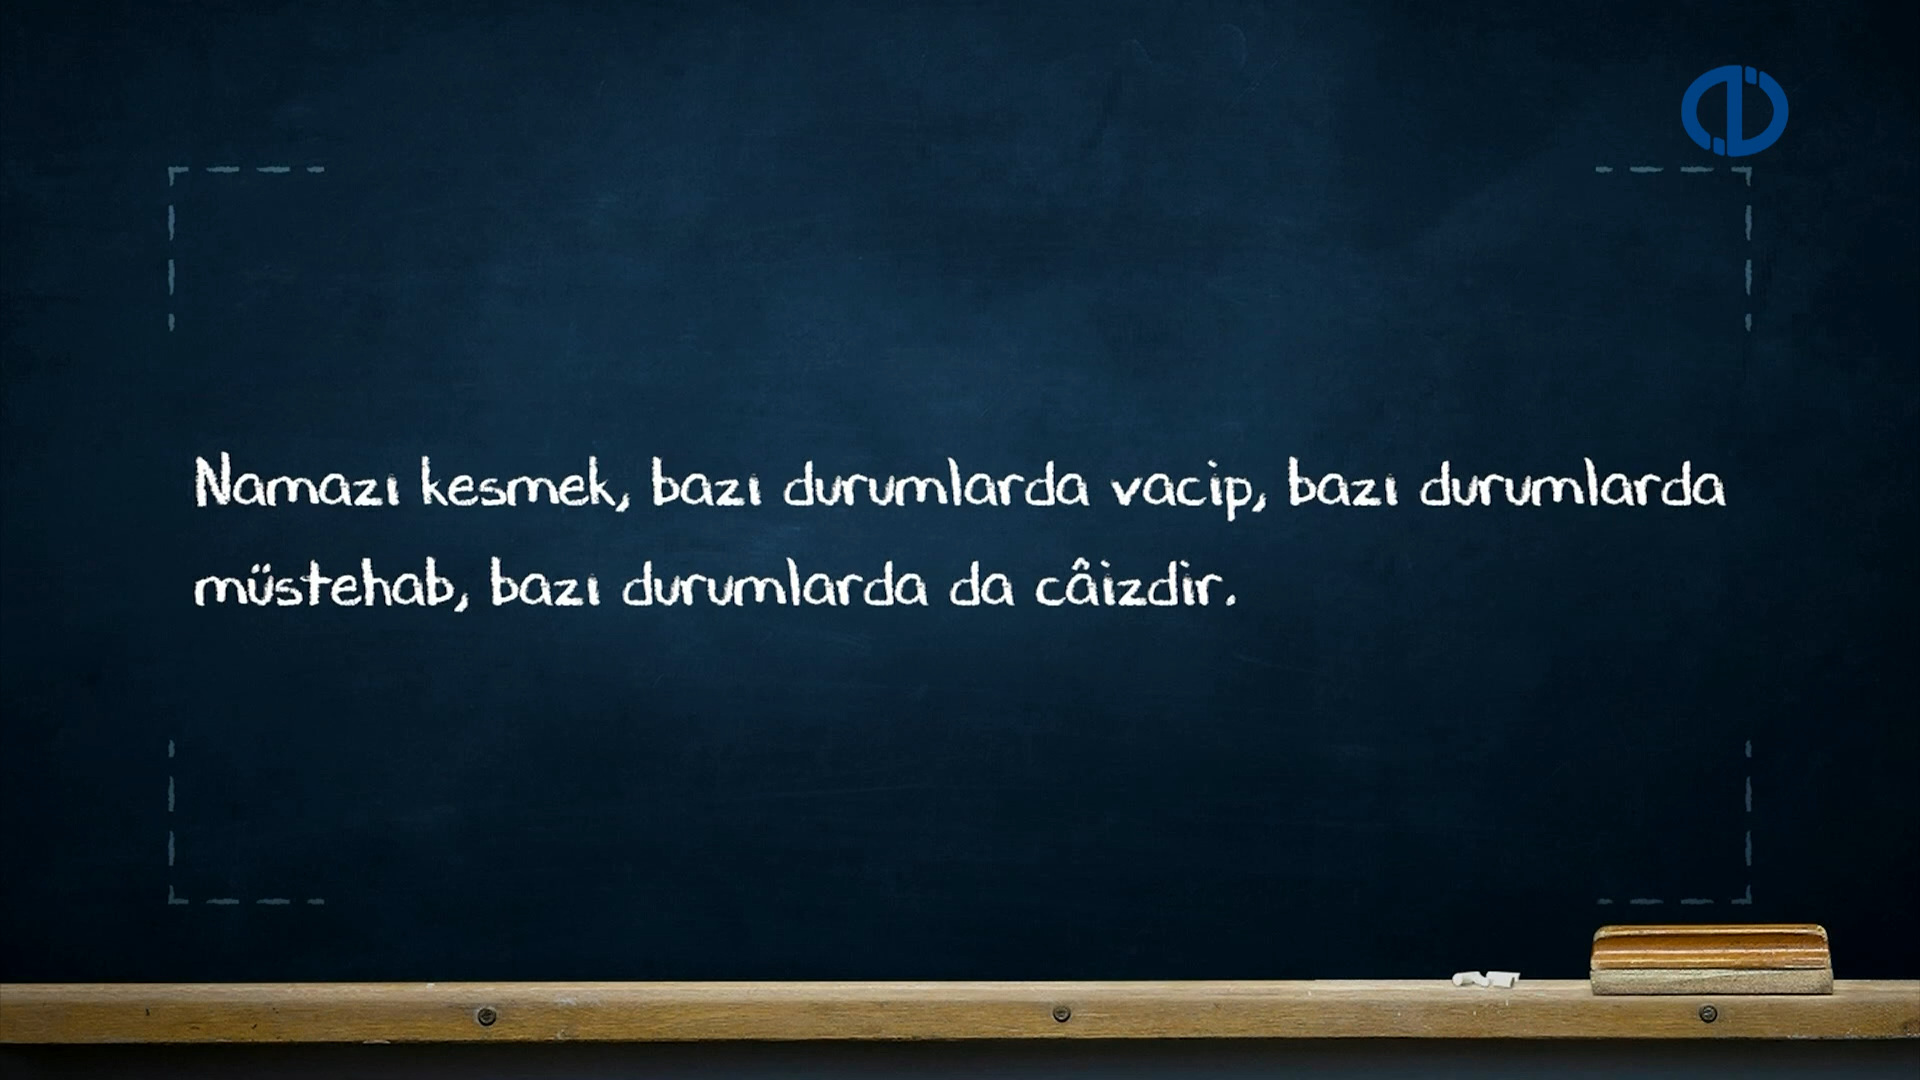 Namazı kesmek, bazı durumlarda vacip, bazı durumlarda
müstehab, bazı durumlarda da câizdir.